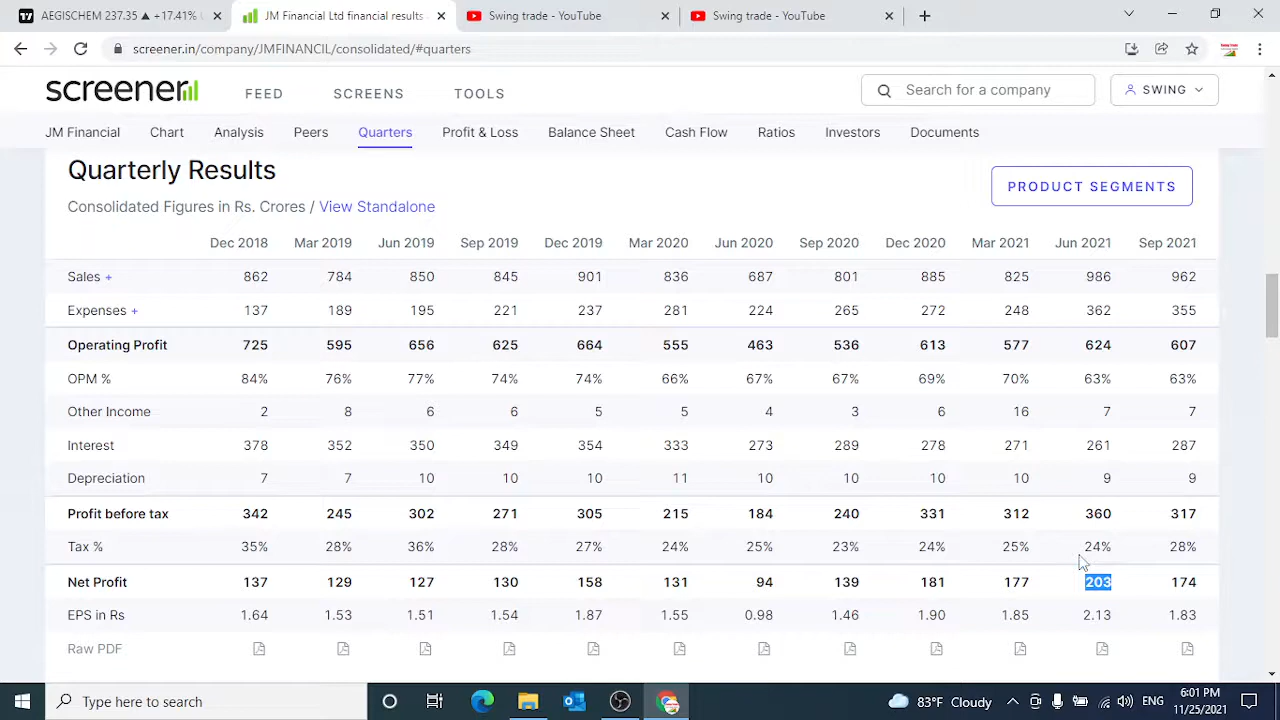 AEGISCHEM 237.35 ▲ +17.41%
JM Financial Ltd financial results
Swing trade - YouTube
Swing trade - YouTube
screener.in/company/JMFINANCIL/consolidated/#quarters
screener FEED SCREENS TOOLS Search for a company SWING
JM Financial Chart Analysis Peers Quarters Profit & Loss Balance Sheet Cash Flow Ratios Investors Documents
Quarterly Results
PRODUCT SEGMENTS
Consolidated Figures in Rs. Crores / View Standalone
Dec 2018 Mar 2019 Jun 2019 Sep 2019 Dec 2019 Mar 2020 Jun 2020 Sep 2020 Dec 2020 Mar 2021 Jun 2021 Sep 2021
Sales + 862 784 850 845 901 836 687 801 885 825 986 962
Expenses + 137 189 195 221 237 281 224 265 272 248 362 355
Operating Profit 725 595 656 625 664 555 463 536 613 577 624 607
OPM % 84% 76% 77% 74% 74% 66% 67% 67% 69% 70% 63% 63%
Other Income 2 8 6 6 5 5 4 3 6 16 7 7
Interest 378 352 350 349 354 333 273 289 278 271 261 287
Depreciation 7 7 10 10 10 11 10 10 10 10 9 9
Profit before tax 342 245 302 271 305 215 184 240 331 312 360 317
Tax % 35% 28% 36% 28% 27% 24% 25% 23% 24% 25% 24% 28%
Net Profit 137 129 127 130 158 131 94 139 181 177 203 174
EPS in Rs 1.64 1.53 1.51 1.54 1.87 1.55 0.98 1.46 1.90 1.85 2.13 1.83
Raw PDF
Type here to search
83°F Cloudy
ENG
6:01 PM
11/25/2021